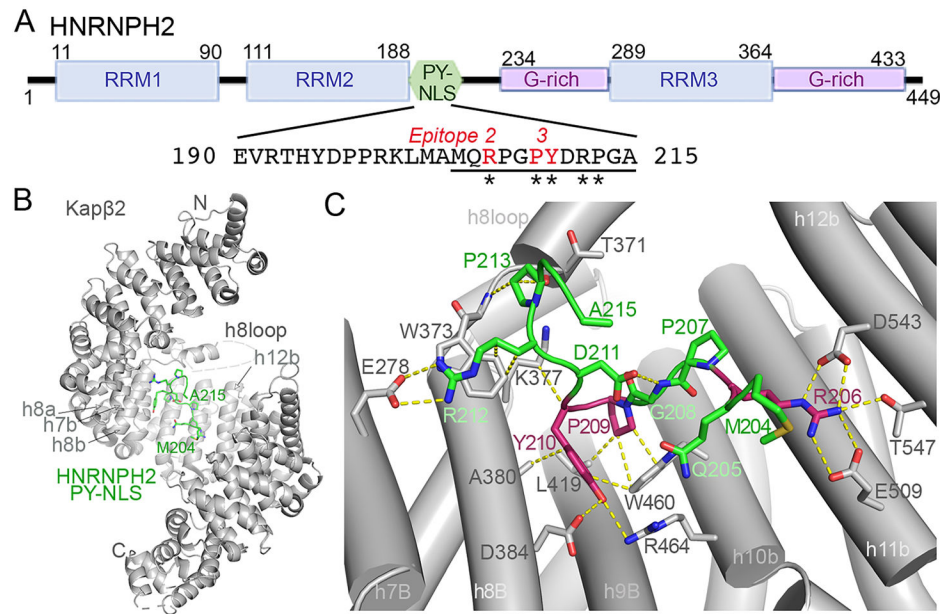 A HNRNPH2
11 90 111 188 234 289 364 433
RRM1 RRM2 PY-NLS G-rich RRM3 G-rich
1 449
Epitope 2 3
190 EVRTHYDPPRKLMAMQRPGPYDRPGA 215
* ** **
B
Kapβ2
N
h8loop
h12b
A215
h8a
h7b
h8b
M204
HNRNPH2
PY-NLS
C
C
h8loop
h12b
T371
P213
A215
P207
D543
W373
E278
D211
K377
R206
R212
G208
M204
P209
T547
Y210
Q205
A380
L419
W460
E509
D384
R464
h7B
h8B
h9B
h10b
h11b